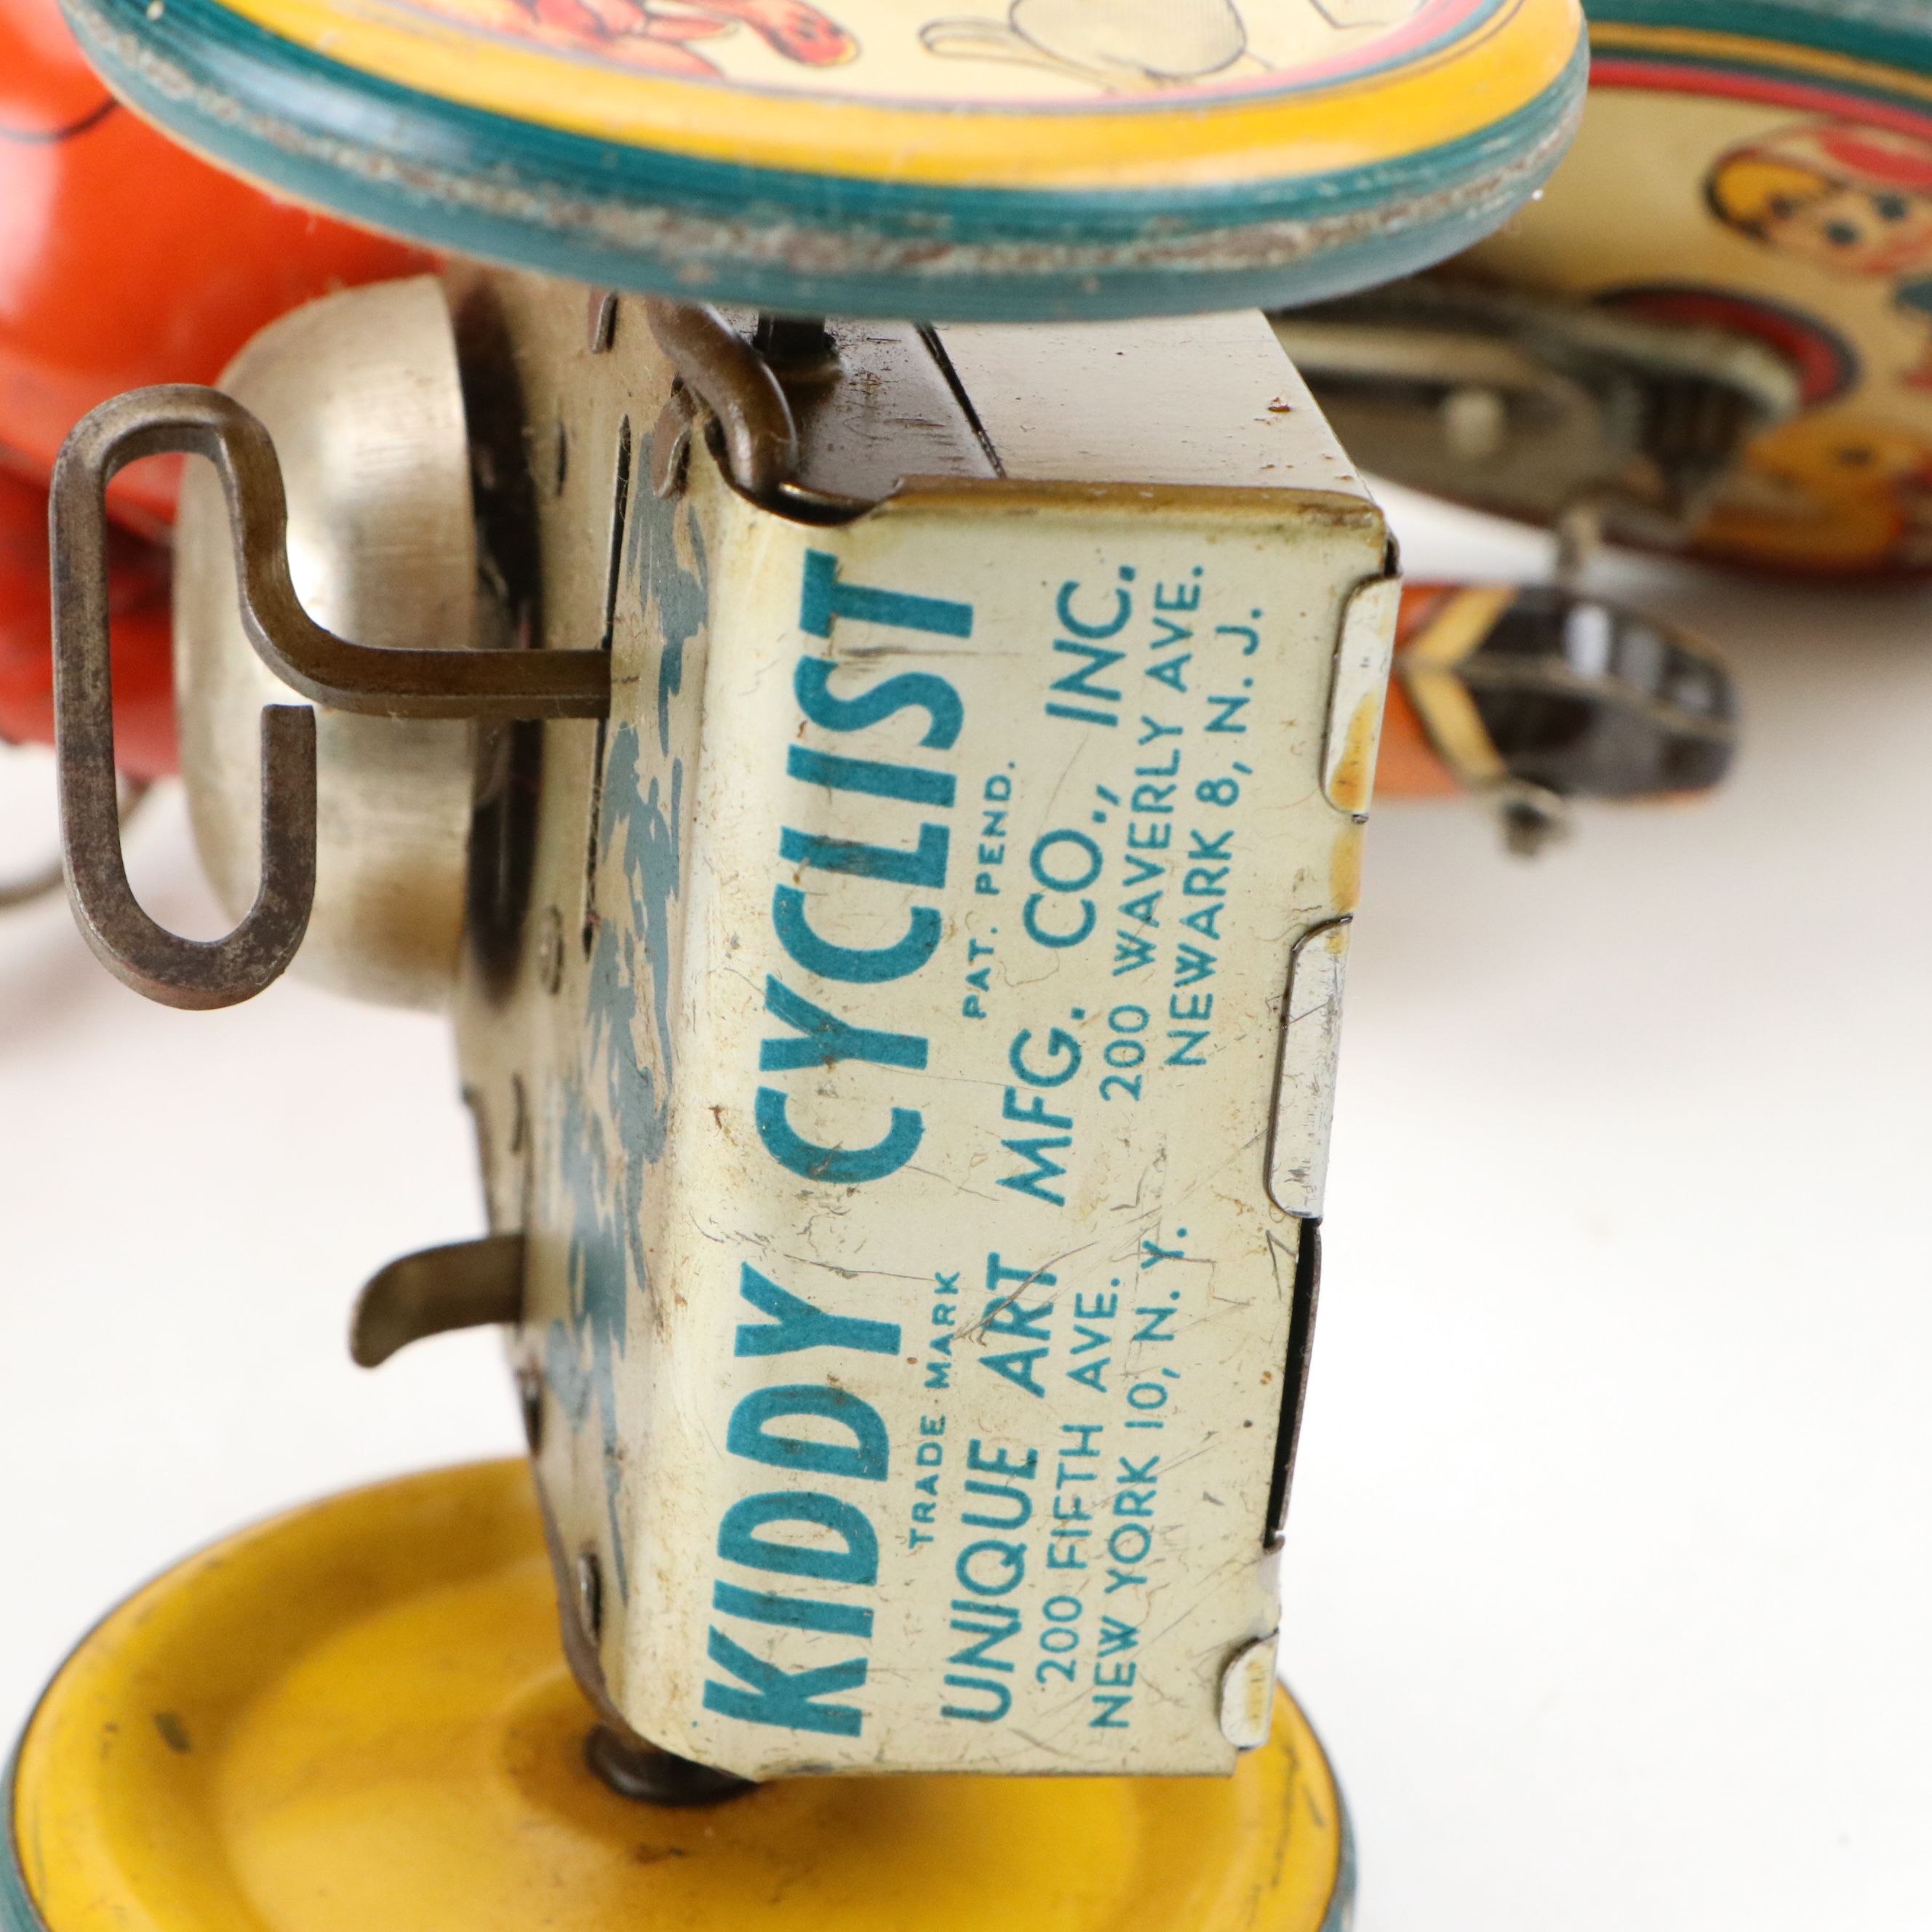 KIDDY CYCLIST
TRADE MARK PAT. PEND.
UNIQUE ART MFG. CO., INC.
200 FIFTH AVE. 200 WAVERLY AVE.
NEW YORK 10, N. Y. NEWARK 8, N. J.